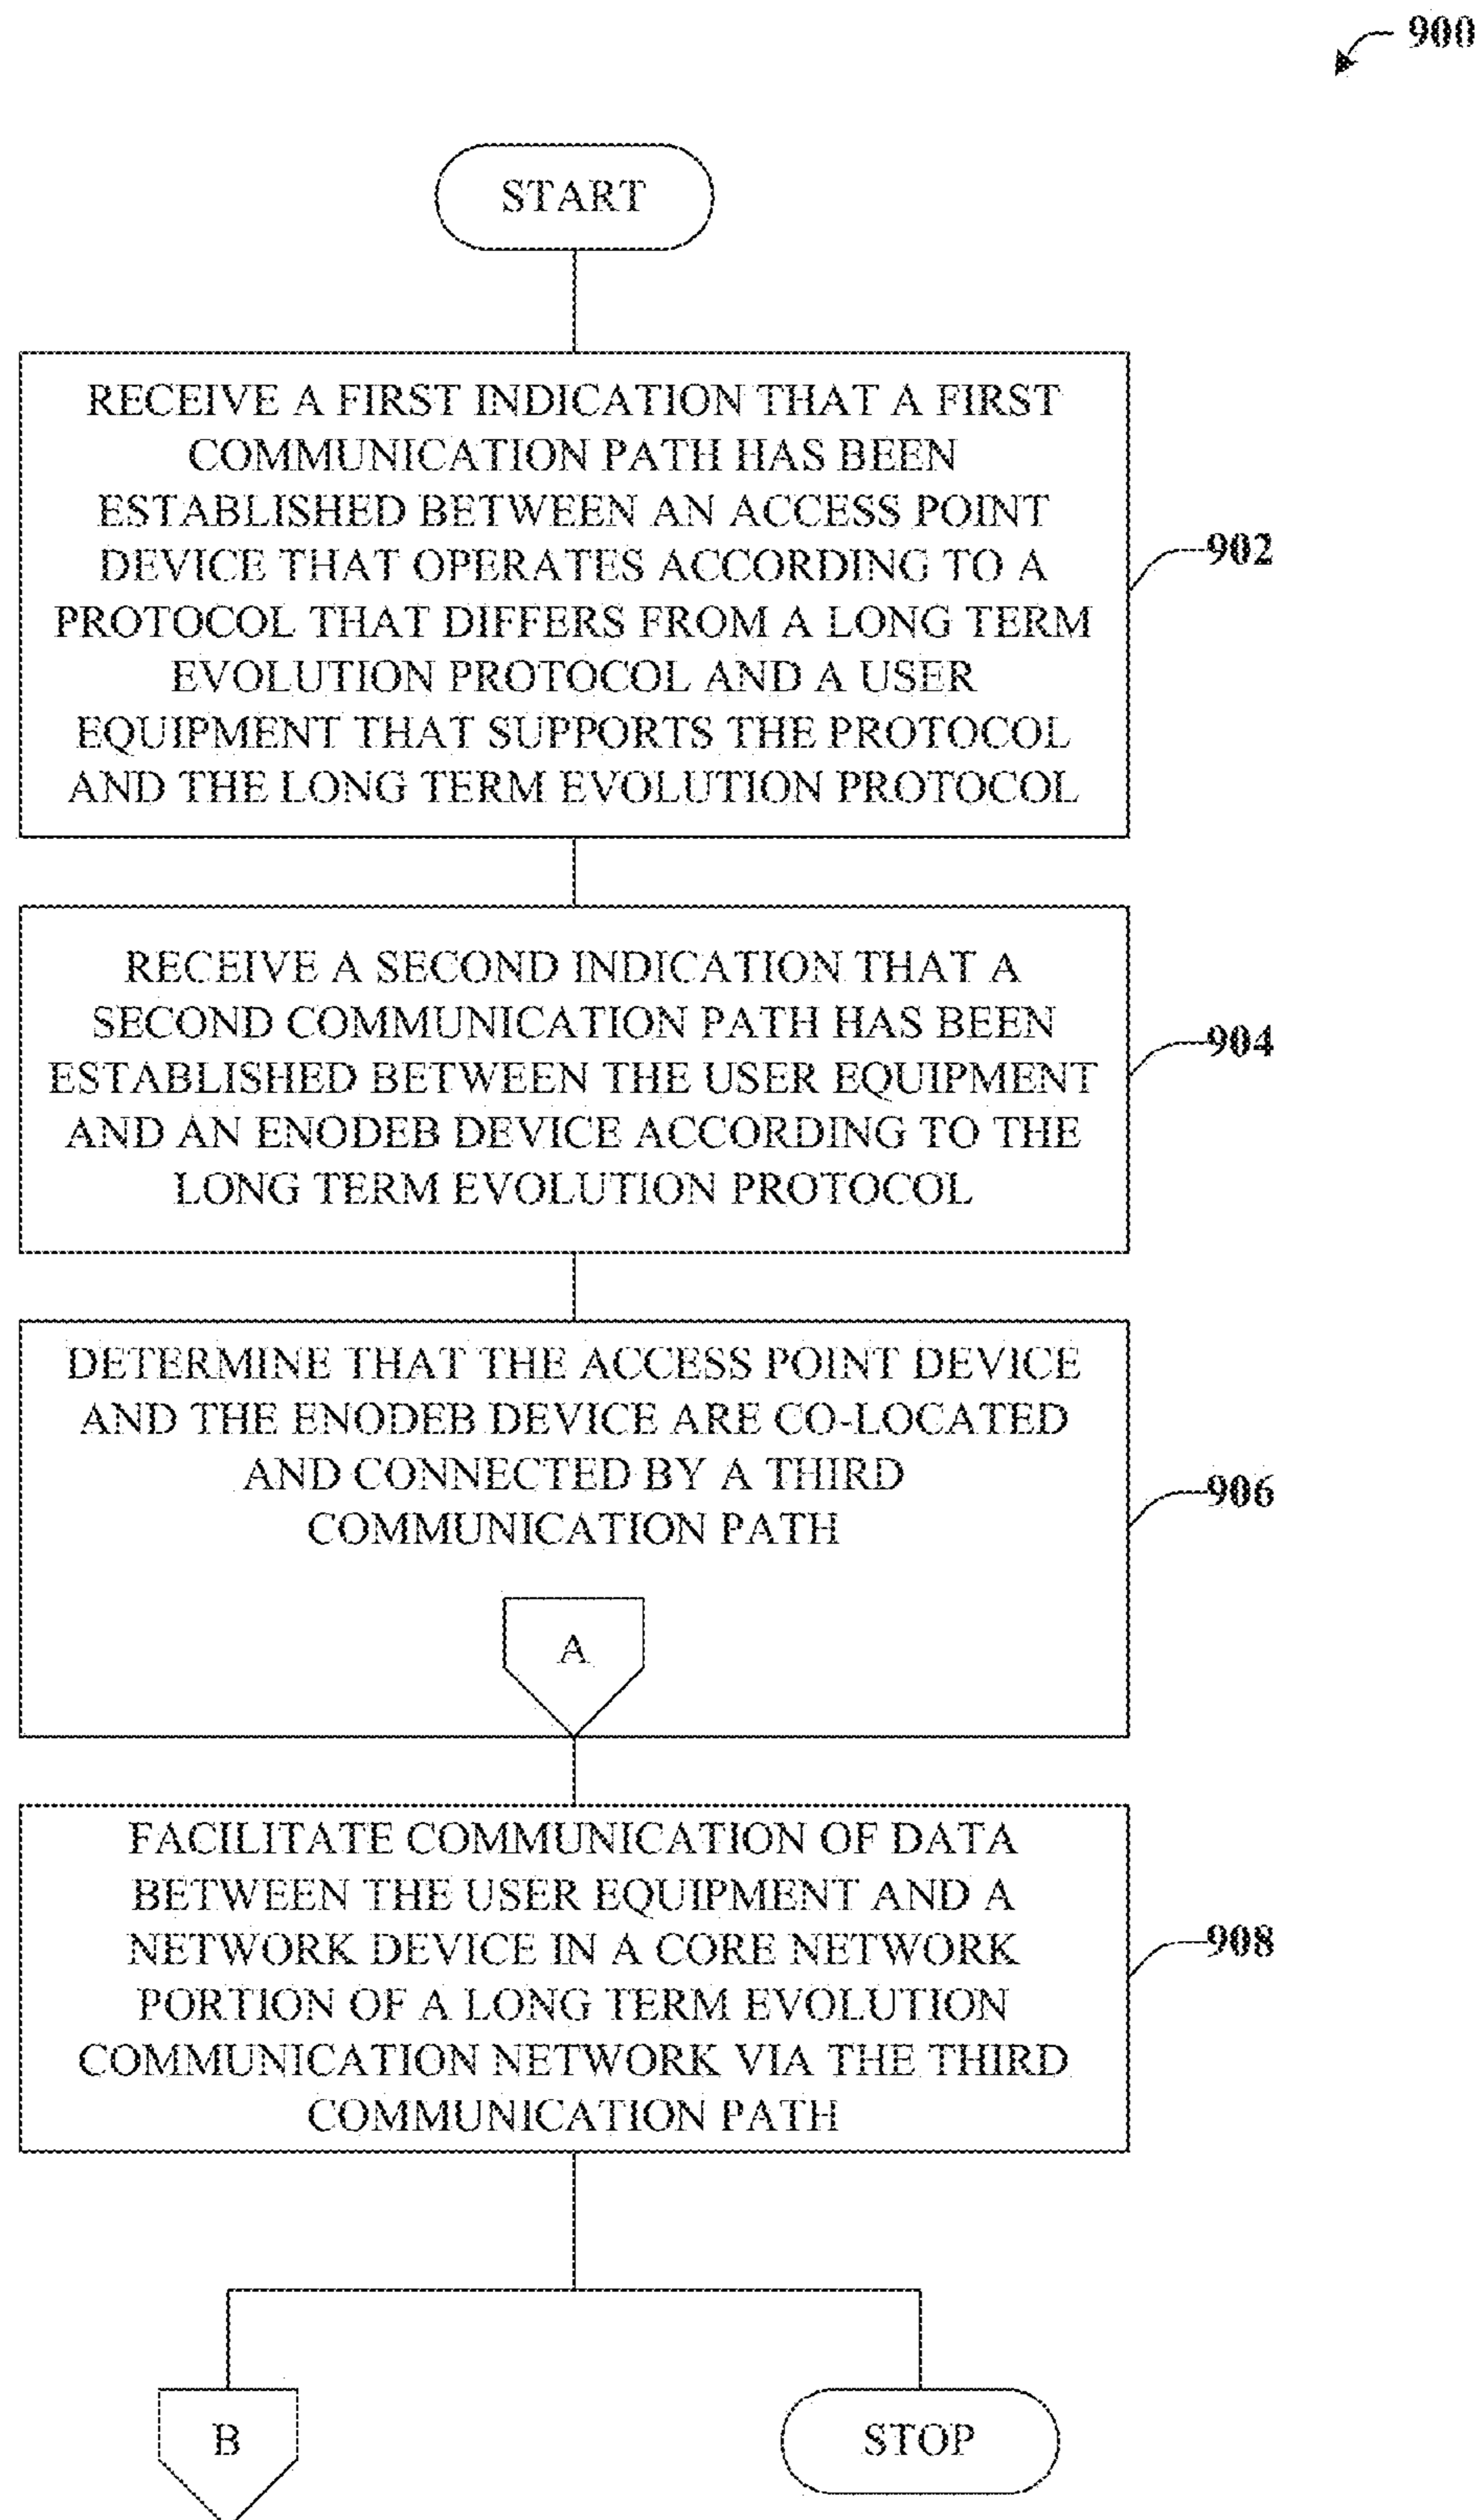 900
START
RECEIVE A FIRST INDICATION THAT A FIRST
COMMUNICATION PATH HAS BEEN
ESTABLISHED BETWEEN AN ACCESS POINT
DEVICE THAT OPERATES ACCORDING TO A
PROTOCOL THAT DIFFERS FROM A LONG TERM
EVOLUTION PROTOCOL AND A USER
EQUIPMENT THAT SUPPORTS THE PROTOCOL
AND THE LONG TERM EVOLUTION PROTOCOL
902
RECEIVE A SECOND INDICATION THAT A
SECOND COMMUNICATION PATH HAS BEEN
ESTABLISHED BETWEEN THE USER EQUIPMENT
AND AN ENODEB DEVICE ACCORDING TO THE
LONG TERM EVOLUTION PROTOCOL
904
DETERMINE THAT THE ACCESS POINT DEVICE
AND THE ENODEB DEVICE ARE CO-LOCATED
AND CONNECTED BY A THIRD
COMMUNICATION PATH
906
A
FACILITATE COMMUNICATION OF DATA
BETWEEN THE USER EQUIPMENT AND A
NETWORK DEVICE IN A CORE NETWORK
PORTION OF A LONG TERM EVOLUTION
COMMUNICATION NETWORK VIA THE THIRD
COMMUNICATION PATH
908
B
STOP